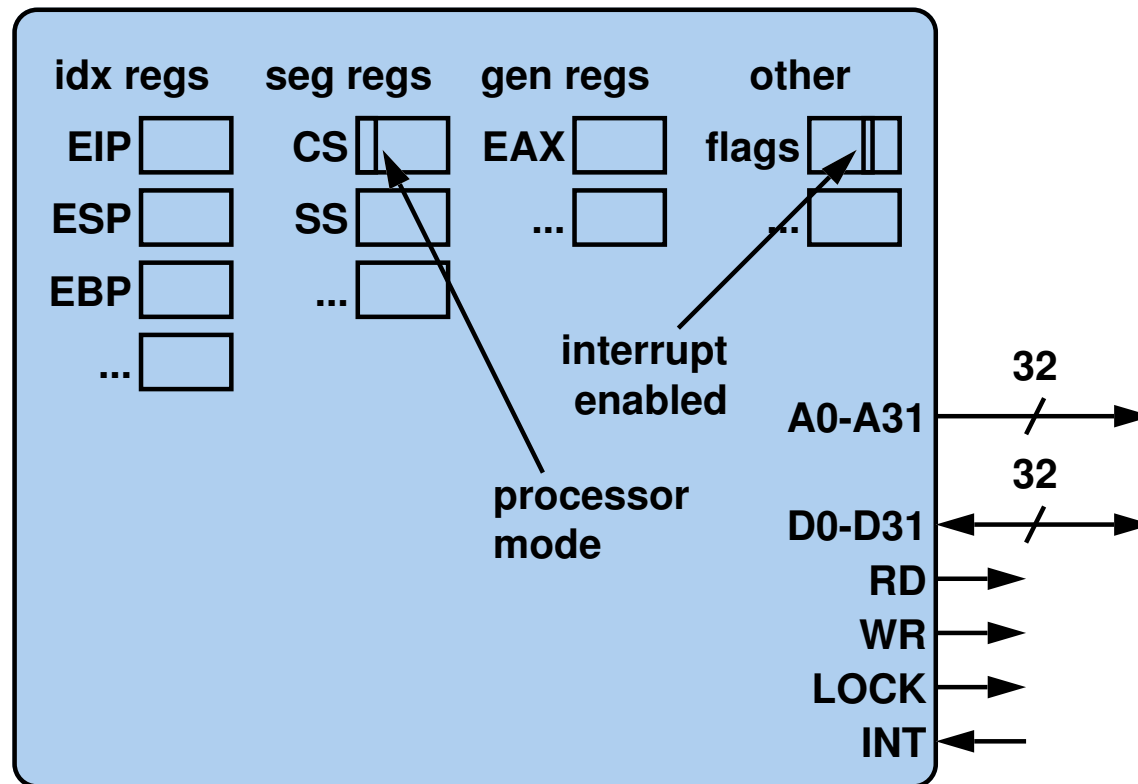 idx regs seg regs gen regs other
EIP CS EAX flags
ESP SS ... ...
EBP ...
...
interrupt
enabled
32
A0-A31
processor
mode
32
D0-D31
RD
WR
LOCK
INT